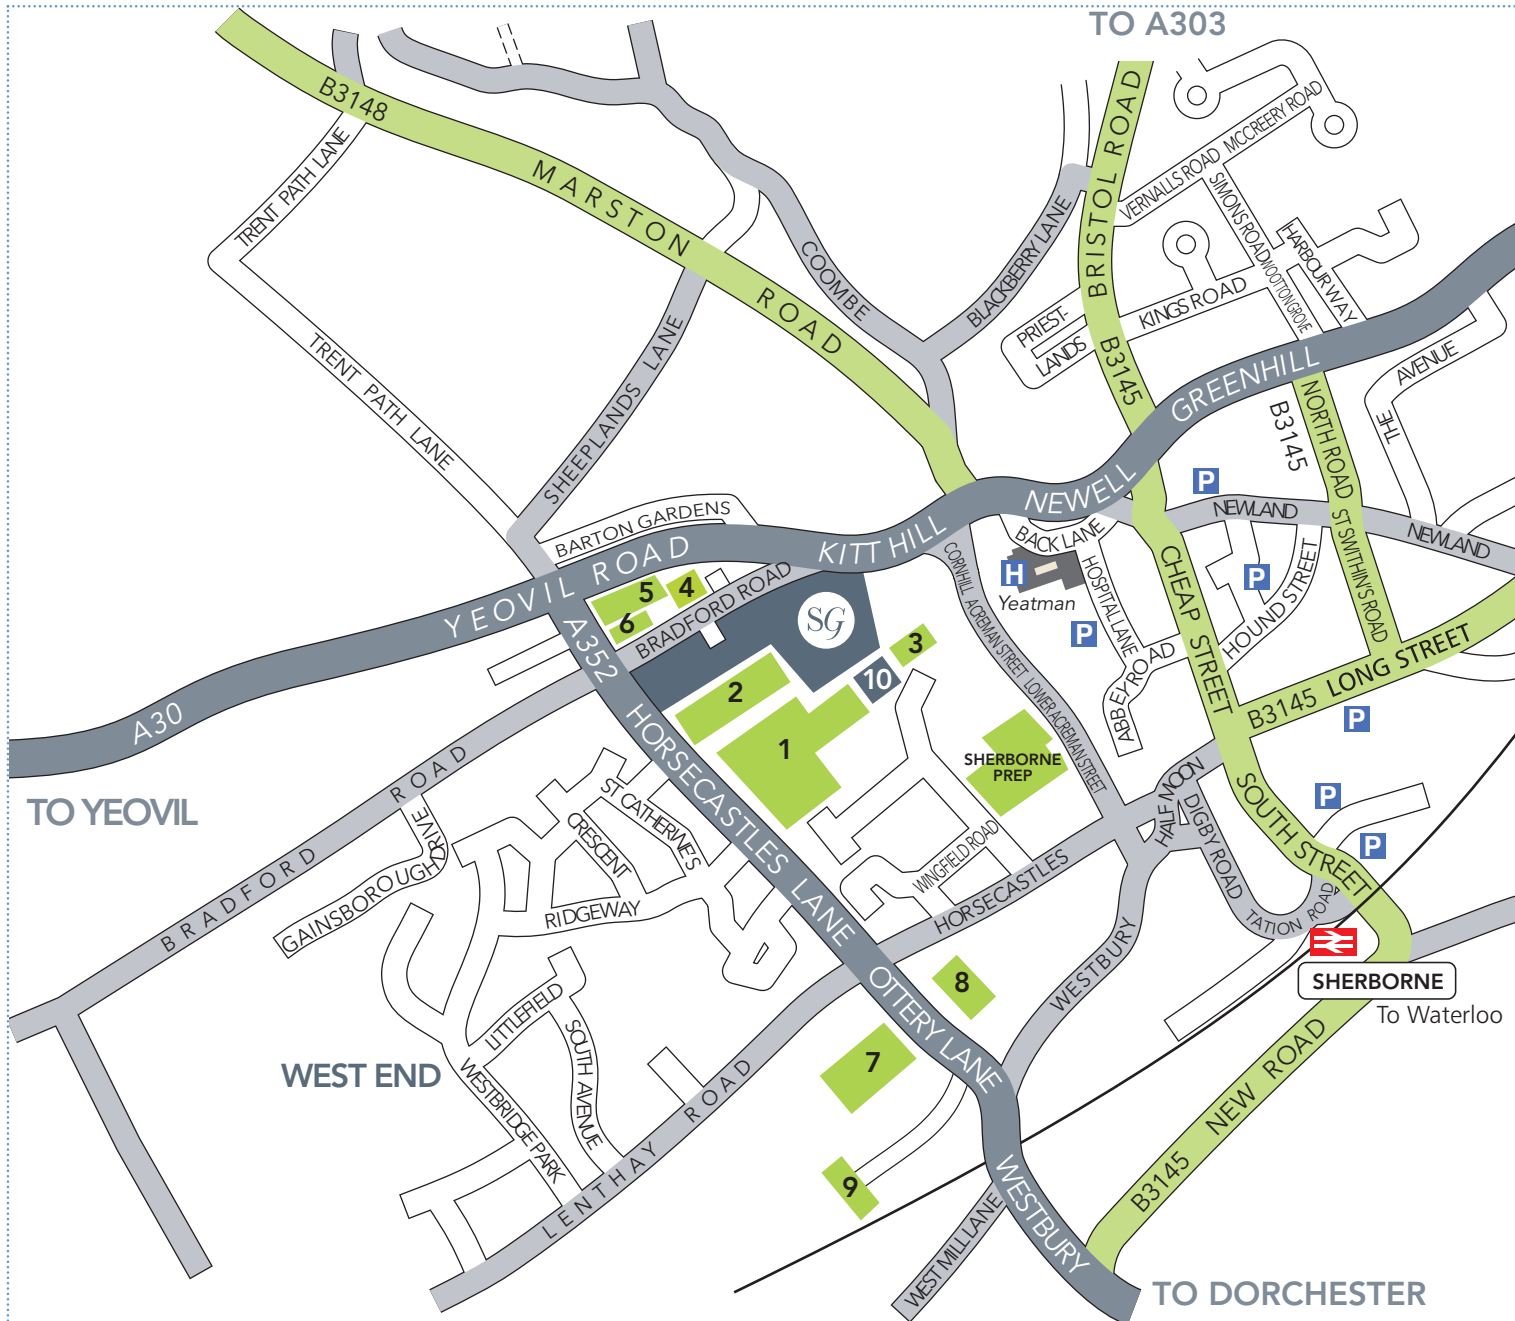 TO A303
B3148
MARSTON
ROAD
TRENT PATH LANE
TRENT PATH LANE
SHEEPLANDS LANE
COOMBE
BLACKBERRY LANE
BRISTOL ROAD
B3145
VERNALLS ROAD
MCCREERY ROAD
SIMONS ROAD
WOOTTON GROVE
HARBOUR WAY
KINGS ROAD
PRIEST-
LANDS
GREENHILL
THE
AVENUE
B3145
NORTH ROAD
ST SWITHIN'S ROAD
NEWELL
KITT HILL
YEOVIL ROAD
A30
TO YEOVIL
BARTON GARDENS
BRADFORD ROAD
A352
P
NEWLAND
NEWLAND
BACK LANE
H
Yeatman
HOSPITAL LANE
P
P
HOUND STREET
CHEAP STREET
ABBEY ROAD
B3145 LONG STREET
P
CORNHILL
ACREMAN STREET
LOWER ACREMAN STREET
5
4
6
SG
3
10
2
1
SHERBORNE
PREP
HORSECASTLES LANE
BRADFORD ROAD
GAINSBOROUGH DRIVE
ST CATHERINE'S
CRESCENT
RIDGEWAY
WINGFIELD ROAD
HORSECASTLES
HALF MOON
DIGBY ROAD
SOUTH STREET
P
P
TATION ROAD
SHERBORNE
To Waterloo
WESTBURY
OTTERY LANE
8
7
9
WEST END
LITTLEFIELD
SOUTH AVENUE
WESTBRIDGE PARK
LENTHAY ROAD
WEST MILL LANE
WESTBURY
B3145
NEW ROAD
TO DORCHESTER